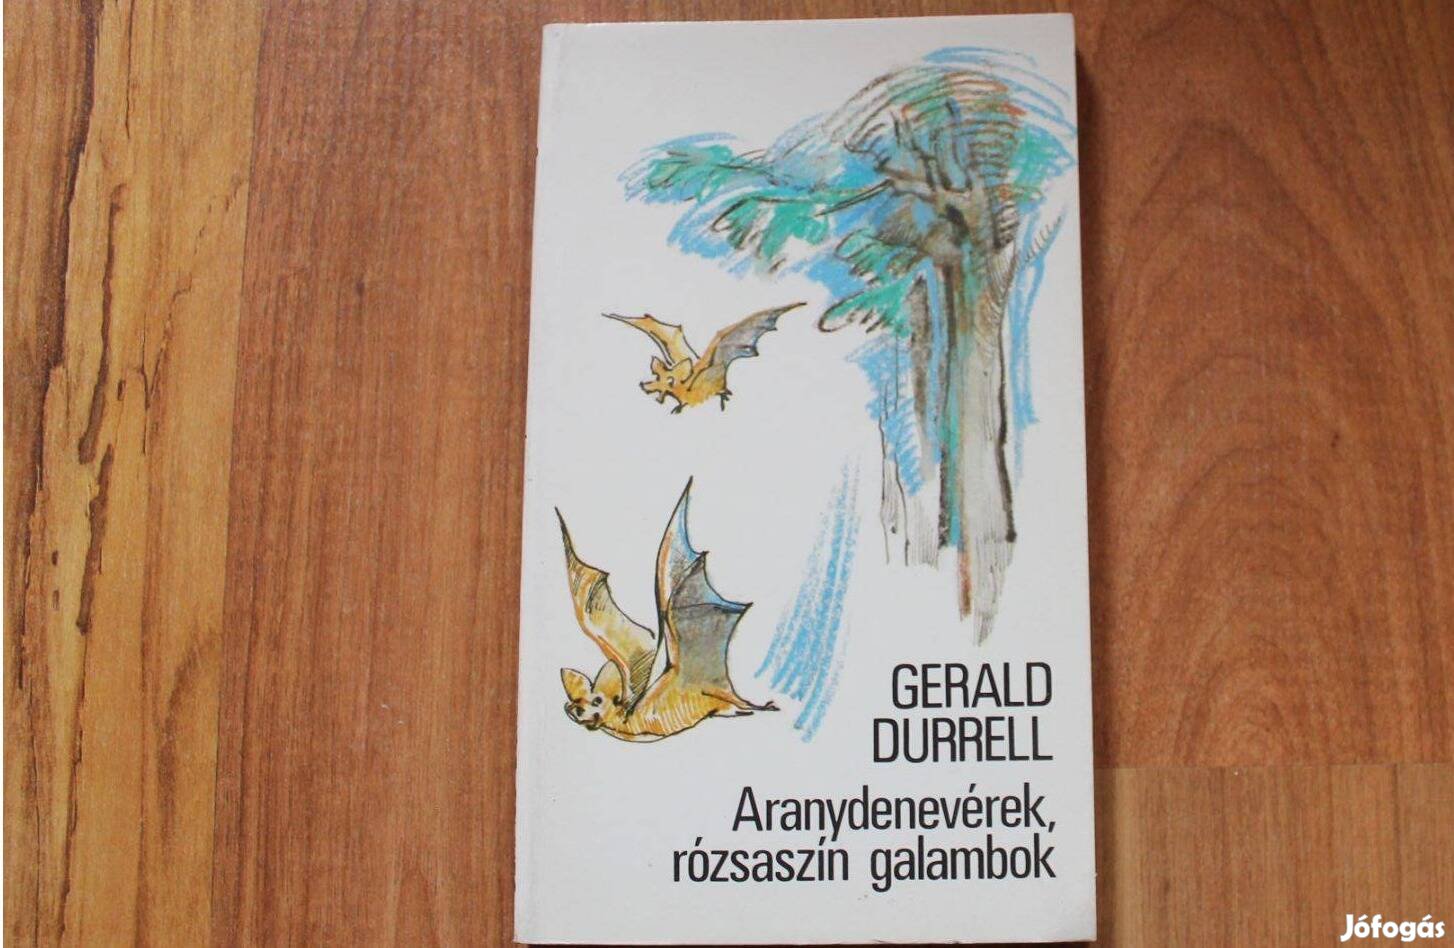 GERALD
DURRELL
Aranydenevérek,
rózsaszín galambok
Jófogás